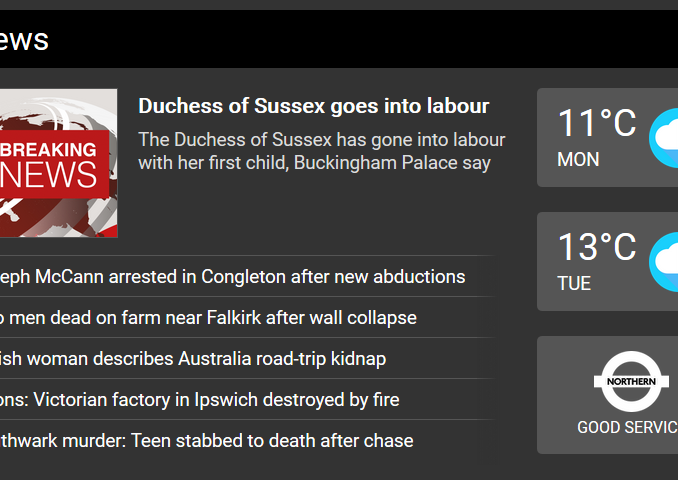 ews
BREAKING
NEWS
Duchess of Sussex goes into labour
The Duchess of Sussex has gone into labour
with her first child, Buckingham Palace say
eph McCann arrested in Congleton after new abductions
o men dead on farm near Falkirk after wall collapse
ish woman describes Australia road-trip kidnap
ons: Victorian factory in Ipswich destroyed by fire
thwark murder: Teen stabbed to death after chase
11°C
MON
13°C
TUE
NORTHERN
GOOD SERVIC